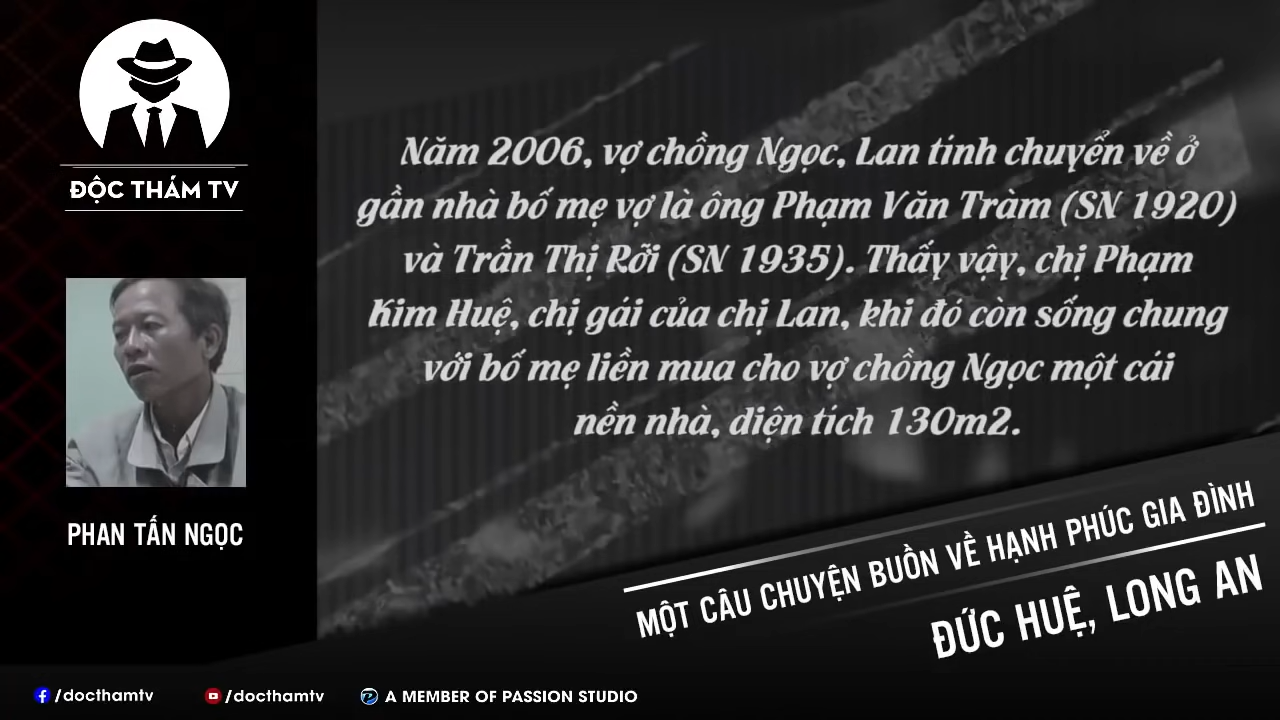 ĐỘC THÁM TV
PHAN TẤN NGỌC
Năm 2006, vợ chồng Ngọc, Lan tính chuyển về ở
gần nhà bố mẹ vợ là ông Phạm Văn Tràm (SN 1920)
và Trần Thị Rỡi (SN 1935). Thấy vậy, chị Phạm
Kim Huệ, chị gái của chị Lan, khi đó còn sống chung
với bố mẹ liền mua cho vợ chồng Ngọc một cái
nền nhà, diện tích 130m2.
MỘT CÂU CHUYỆN BUỒN VỀ HẠNH PHÚC GIA ĐÌNH
ĐỨC HUỆ, LONG AN
/docthamtv
/docthamtv
A MEMBER OF PASSION STUDIO